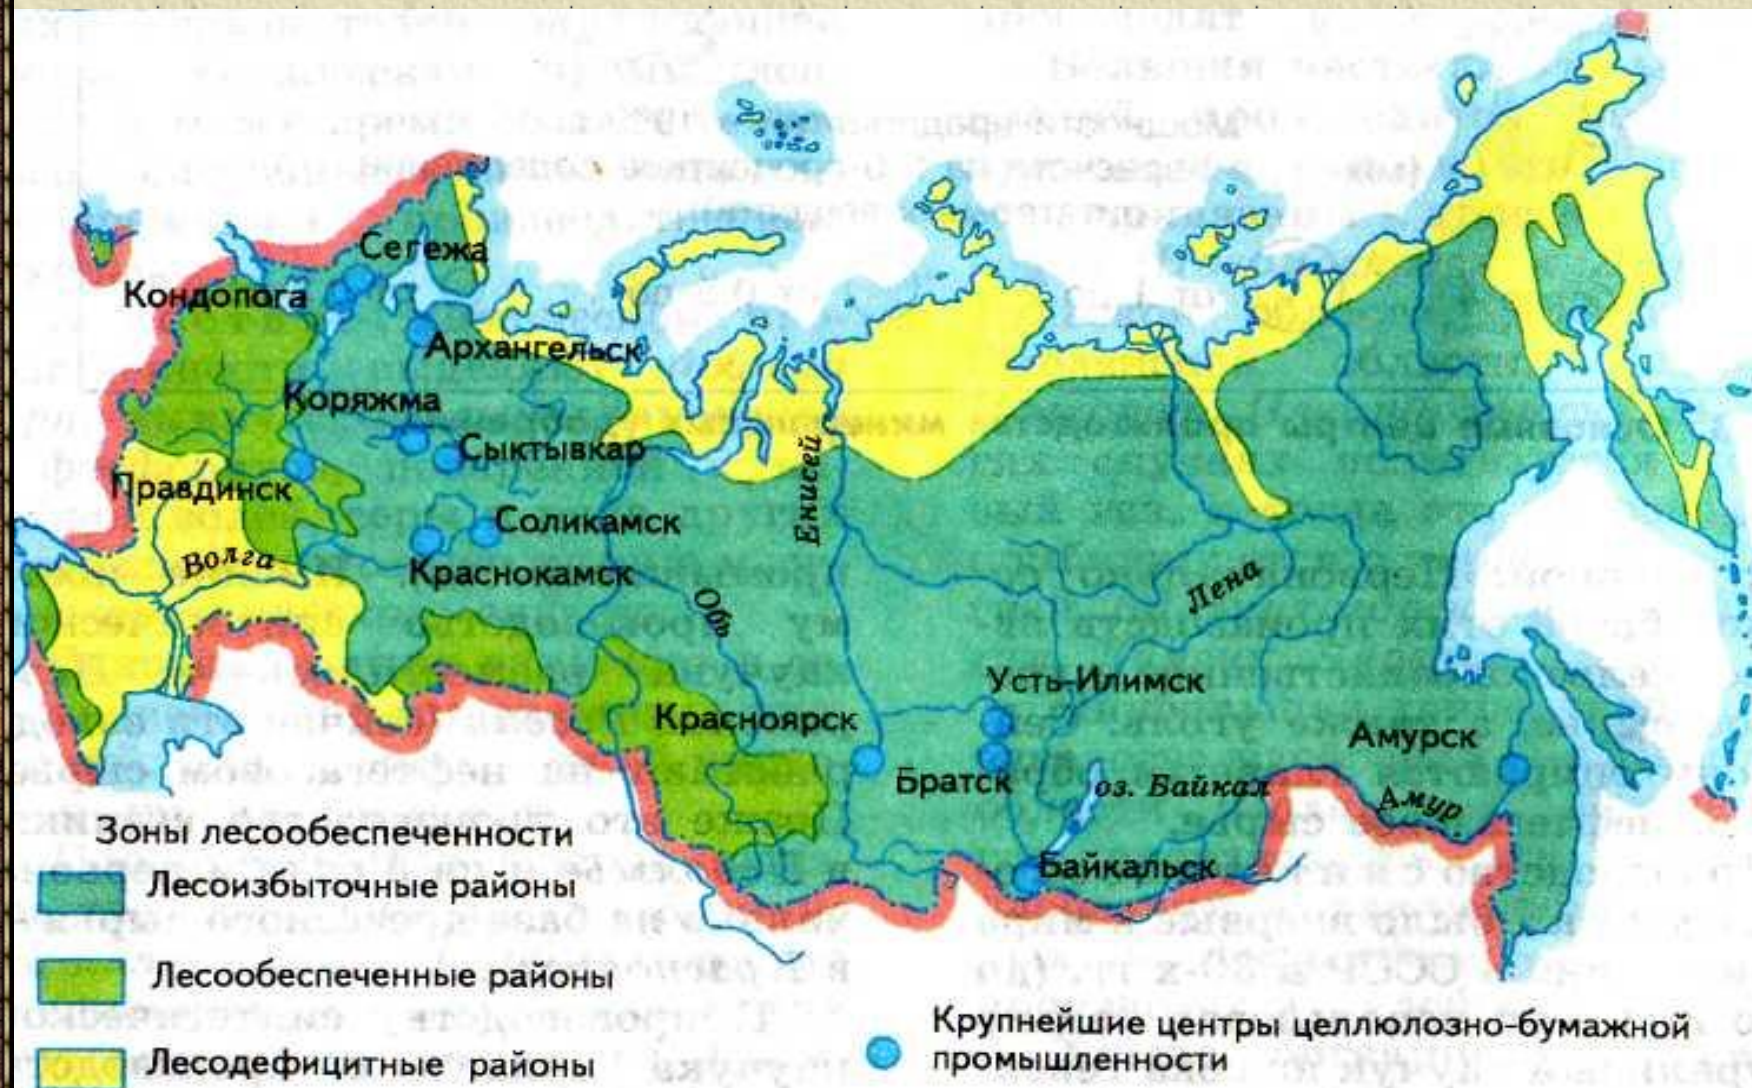 Сегежа
Кондопога
Архангельск
Коряжма
Сыктывкар
Правдинск
Соликамск
Волга
Краснокамск
Енисей
Обь
Лена
Усть-Илимск
Красноярск
Амурск
Братск
оз. Байкал
Амур
Байкальск
Зоны лесообеспеченности
Лесоизбыточные районы
Лесообеспеченные районы
Лесодефицитные районы
Крупнейшие центры целлюлозно-бумажной
промышленности